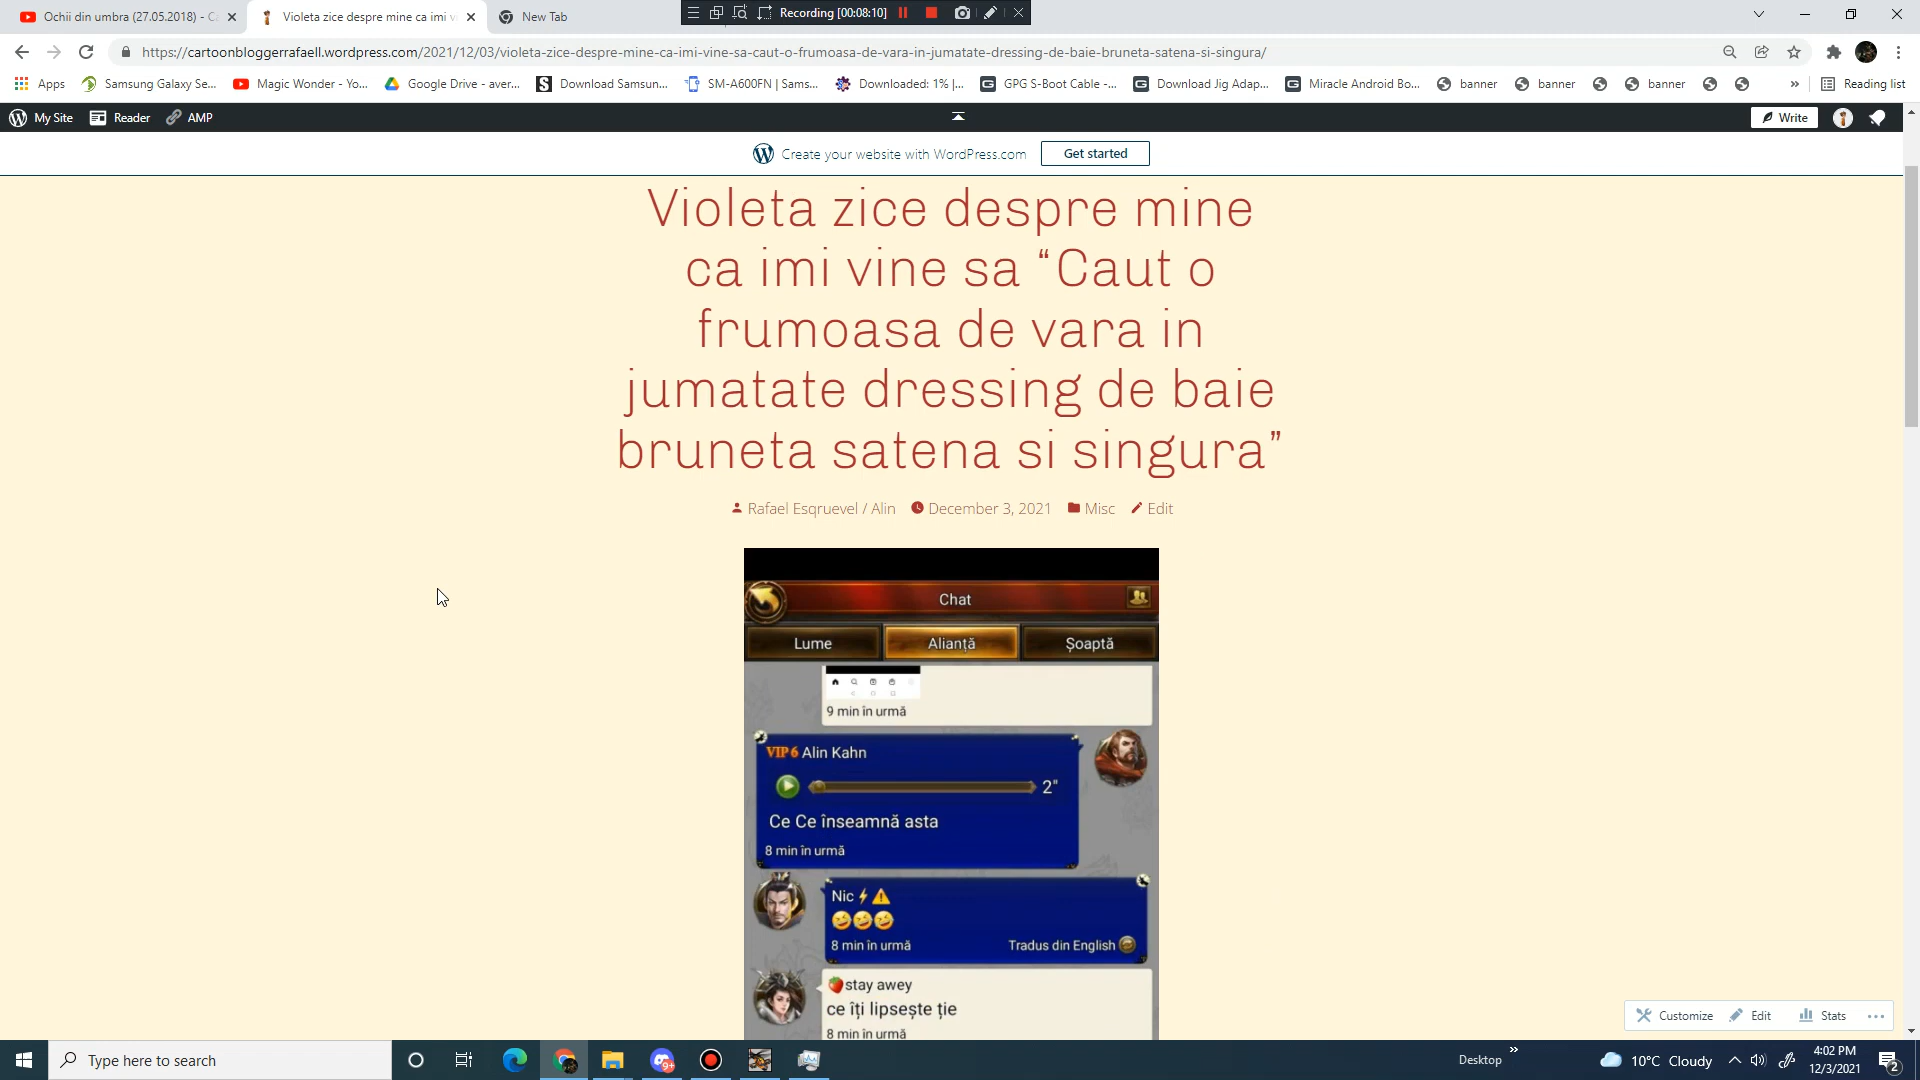 Ochii din umbra (27.05.2018) - C
Violeta zice despre mine ca imi v
New Tab
Recording [00:08:10]
https://cartoonbloggerrafaell.wordpress.com/2021/12/03/violeta-zice-despre-mine-ca-imi-vine-sa-caut-o-frumoasa-de-vara-in-jumatate-dressing-de-baie-bruneta-satena-si-singura/
Apps
Samsung Galaxy Se...
Magic Wonder - Yo...
Google Drive - aver...
Download Samsun...
SM-A600FN | Sams...
Downloaded: 1% |...
GPG S-Boot Cable -...
Download Jig Adap...
Miracle Android Bo...
banner
banner
banner
»
Reading list
My Site
Reader
AMP
Write
Create your website with WordPress.com
Get started
Violeta zice despre mine
ca imi vine sa “Caut o
frumoasa de vara in
jumatate dressing de baie
bruneta satena si singura”
Rafael Esqruevel / Alin
December 3, 2021
Misc
Edit
Chat
Lume
Alianță
Șoaptă
9 min în urmă
VIP 6 Alin Kahn
2"
Ce Ce înseamnă asta
8 min în urmă
Nic⚡⚠
🤣🤣🤣
8 min în urmă
Tradus din English
🍓stay awey
ce îți lipsește ție
8 min în urmă
Customize
Edit
Stats
...
Type here to search
9+
Desktop
»
10°C Cloudy
4:02 PM
12/3/2021
2